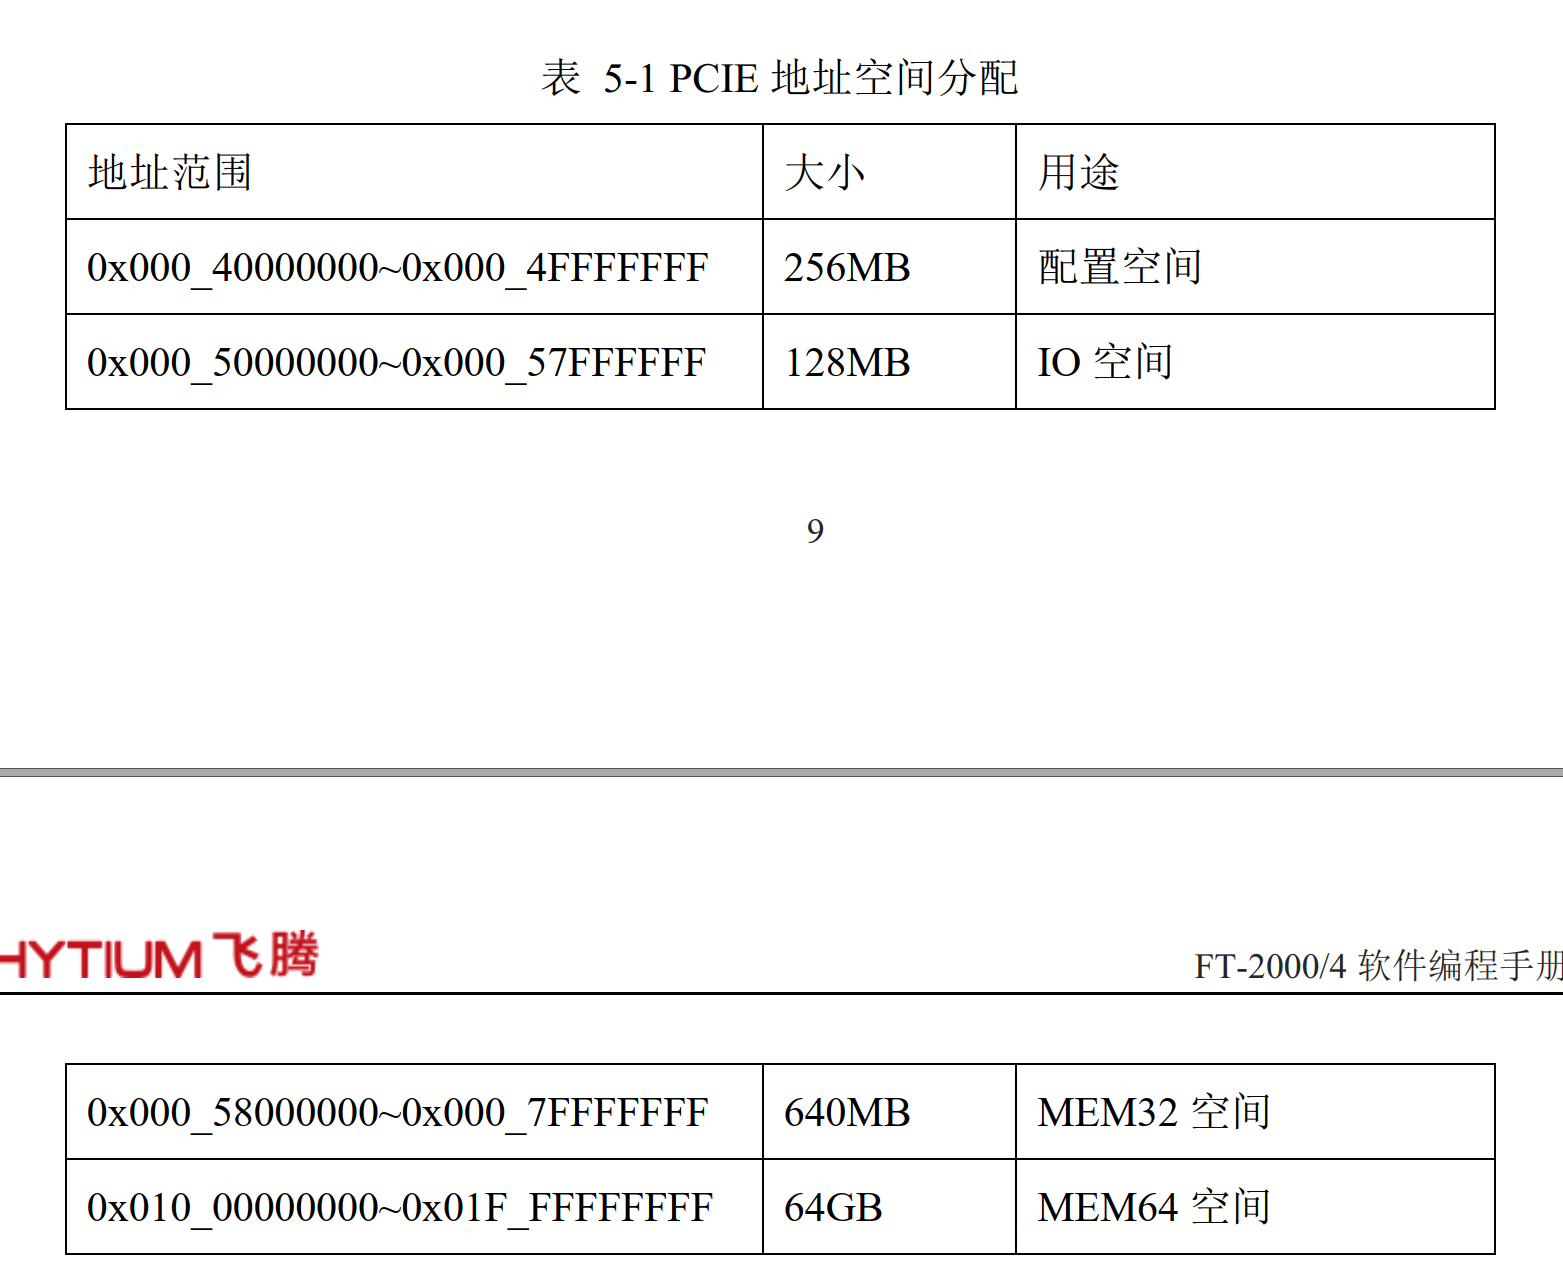 表 5-1 PCIE 地址空间分配
地址范围 大小 用途
0x000_40000000~0x000_4FFFFFFF 256MB 配置空间
0x000_50000000~0x000_57FFFFFF 128MB IO 空间
9
HYTIUM 飞腾
FT-2000/4 软件编程手册
0x000_58000000~0x000_7FFFFFFF 640MB MEM32 空间
0x010_00000000~0x01F_FFFFFFFF 64GB MEM64 空间